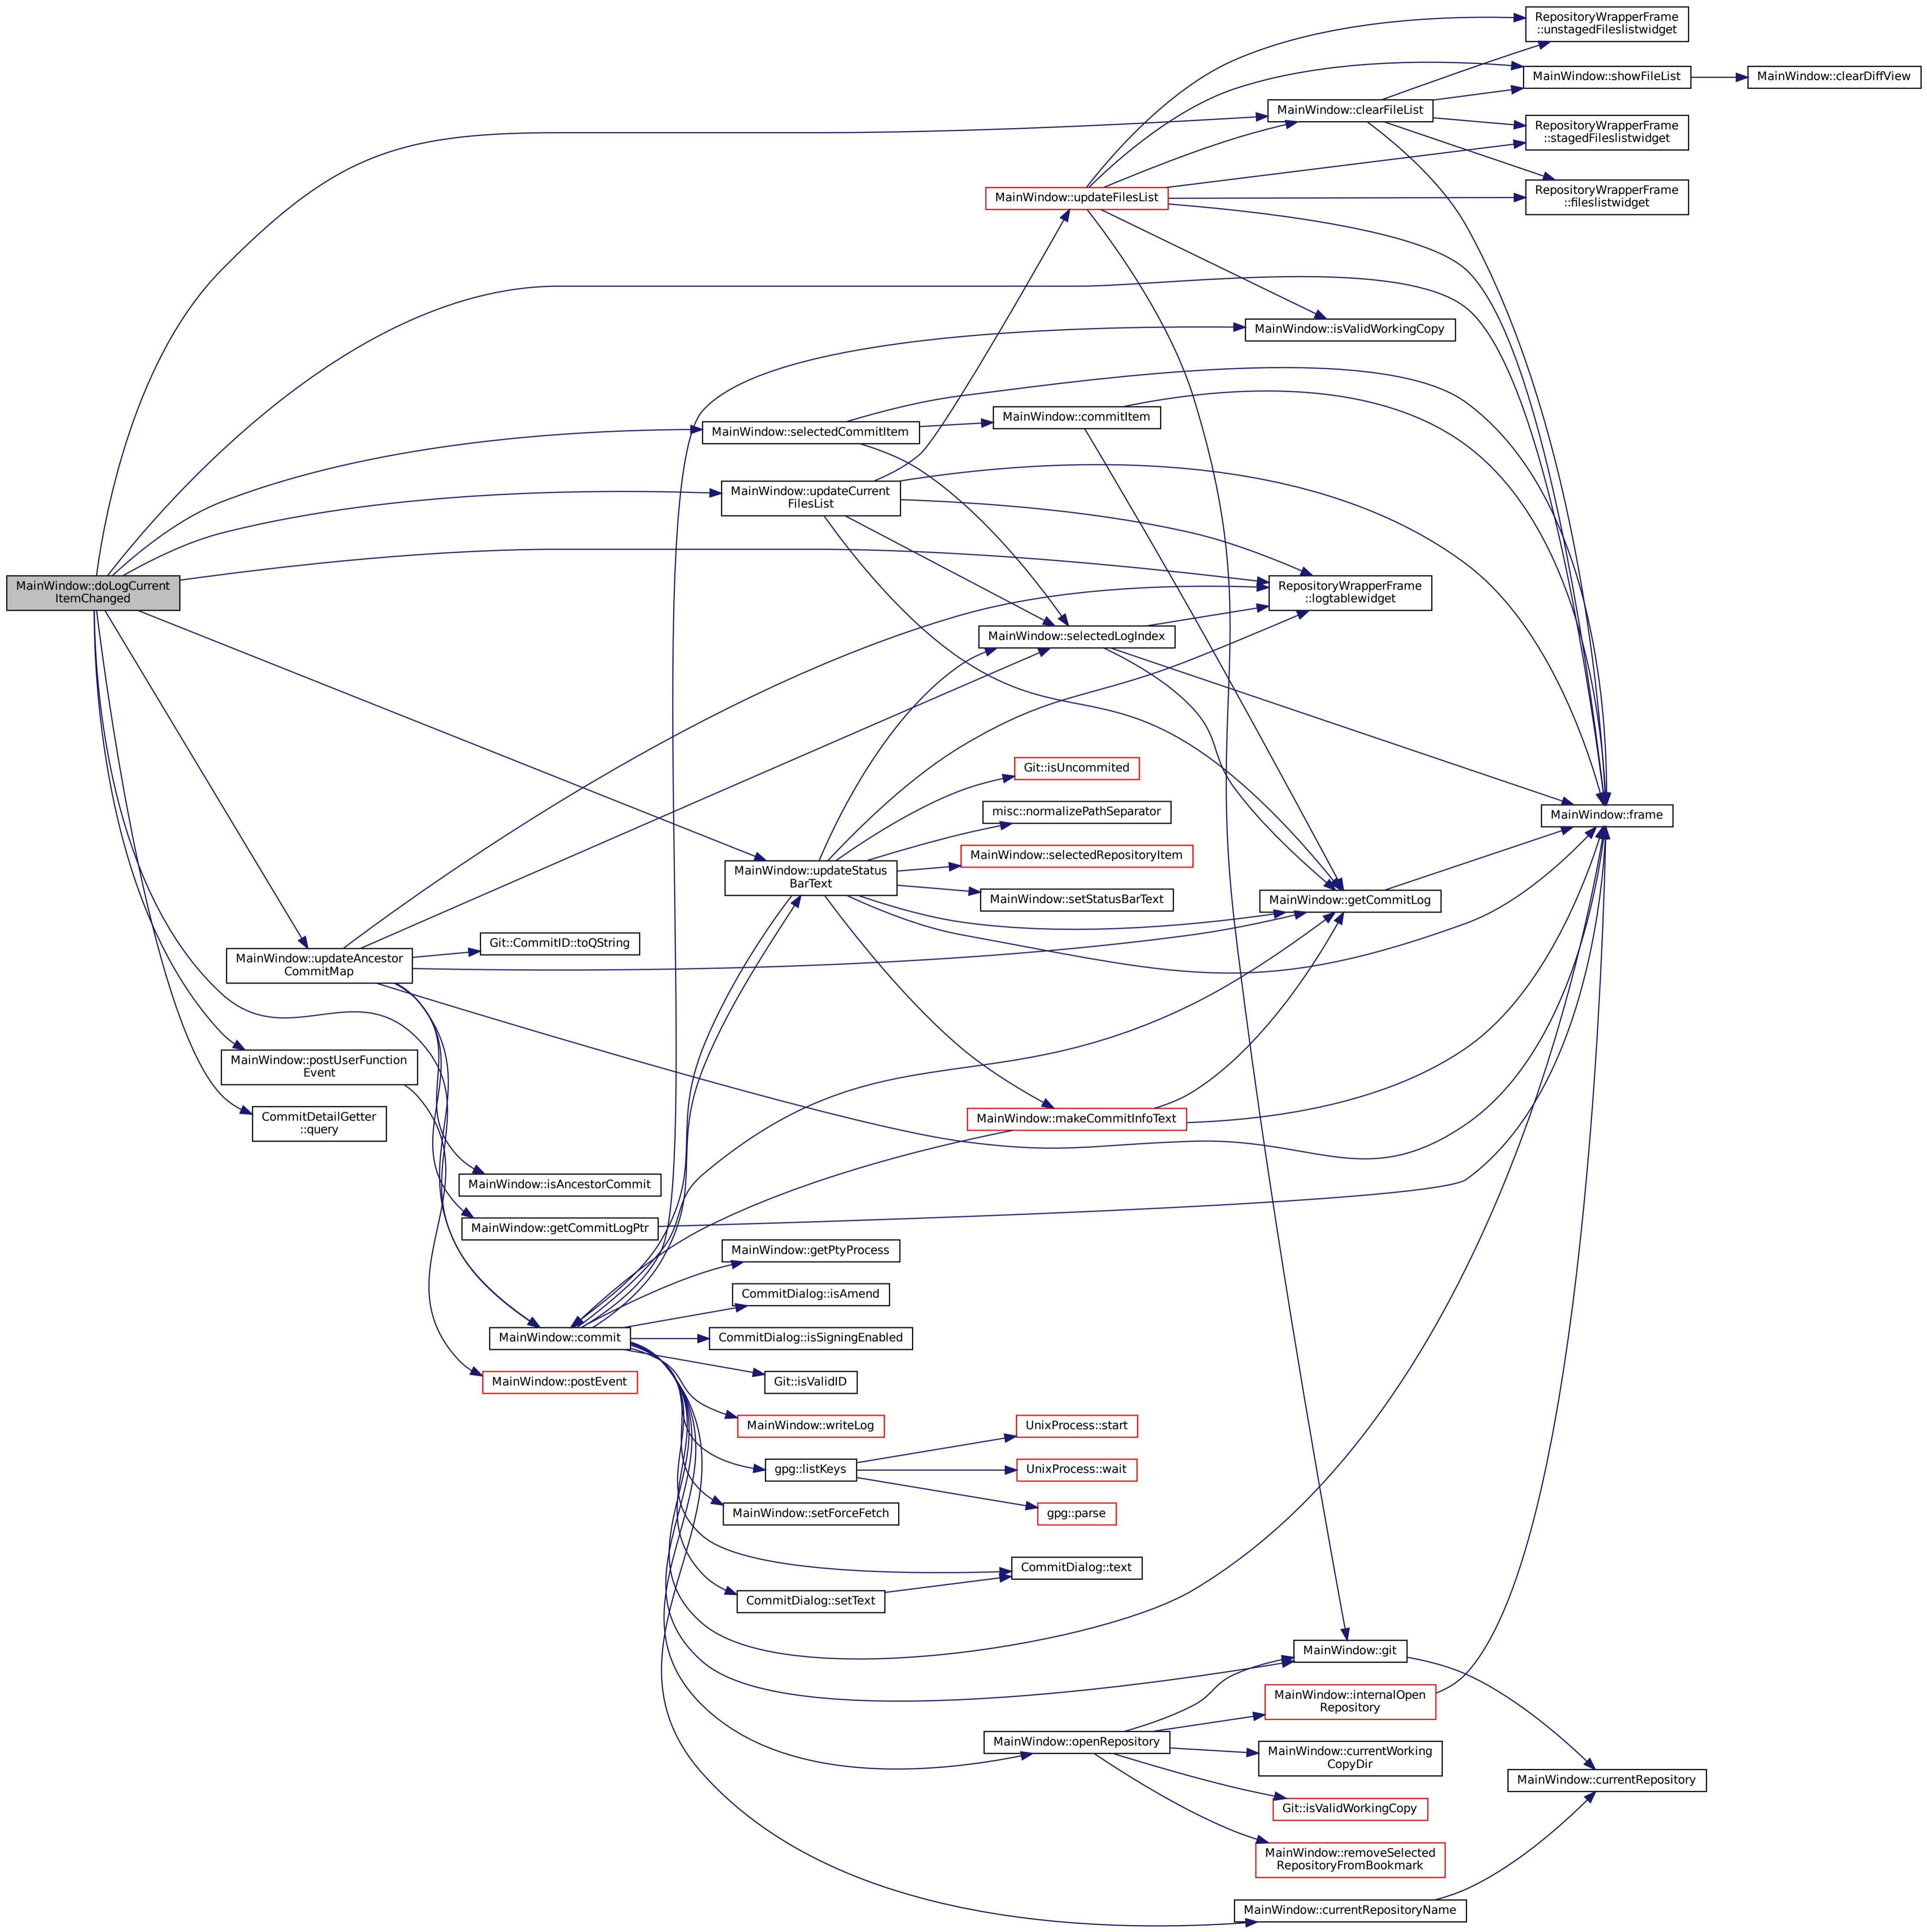 RepositoryWrapperFrame
::unstagedFileslistwidget
MainWindow::showFileList
MainWindow::clearDiffView
MainWindow::clearFileList
RepositoryWrapperFrame
::stagedFileslistwidget
MainWindow::updateFilesList
RepositoryWrapperFrame
::fileslistwidget
MainWindow::isValidWorkingCopy
MainWindow::commitItem
MainWindow::selectedCommitItem
MainWindow::updateCurrent
FilesList
MainWindow::doLogCurrent
ItemChanged
RepositoryWrapperFrame
::logtablewidget
MainWindow::selectedLogIndex
Git::isUncommited
misc::normalizePathSeparator
MainWindow::frame
MainWindow::selectedRepositoryItem
MainWindow::updateStatus
BarText
MainWindow::setStatusBarText
MainWindow::getCommitLog
Git::CommitID::toQString
MainWindow::updateAncestor
CommitMap
MainWindow::postUserFunction
Event
CommitDetailGetter
::query
MainWindow::makeCommitInfoText
MainWindow::isAncestorCommit
MainWindow::getCommitLogPtr
MainWindow::getPtyProcess
CommitDialog::isAmend
MainWindow::commit
CommitDialog::isSigningEnabled
Git::isValidID
MainWindow::postEvent
MainWindow::writeLog
UnixProcess::start
gpg::listKeys
UnixProcess::wait
MainWindow::setForceFetch
gpg::parse
CommitDialog::text
CommitDialog::setText
MainWindow::git
MainWindow::internalOpen
Repository
MainWindow::openRepository
MainWindow::currentWorking
CopyDir
MainWindow::currentRepository
Git::isValidWorkingCopy
MainWindow::removeSelected
RepositoryFromBookmark
MainWindow::currentRepositoryName